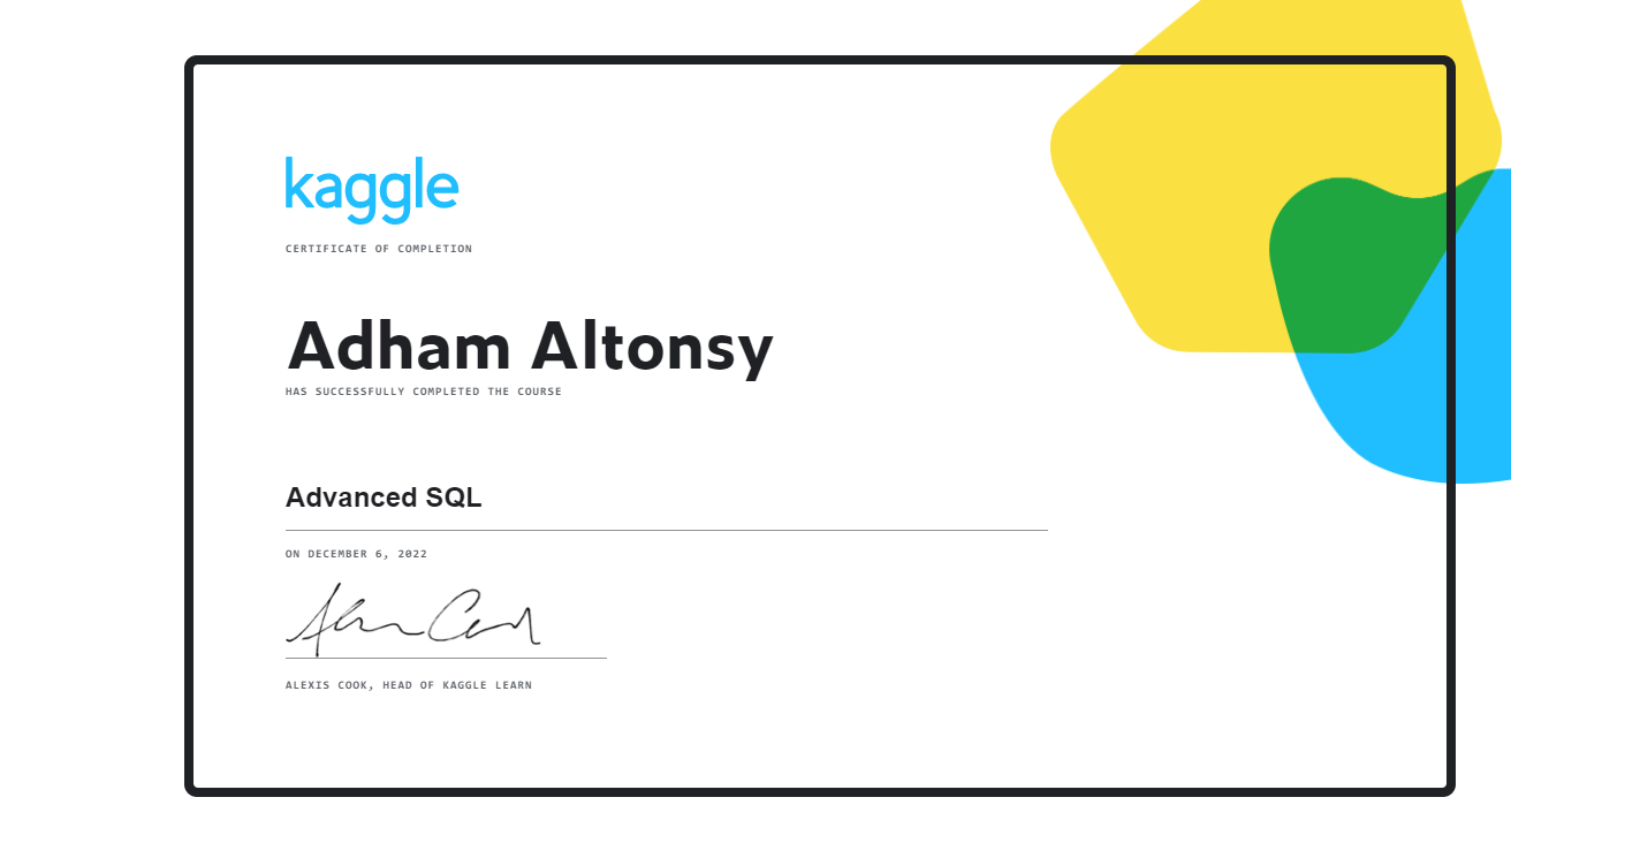 kaggle
CERTIFICATE OF COMPLETION
Adham Altonsy
HAS SUCCESSFULLY COMPLETED THE COURSE
Advanced SQL
ON DECEMBER 6, 2022
ALEXIS COOK, HEAD OF KAGGLE LEARN